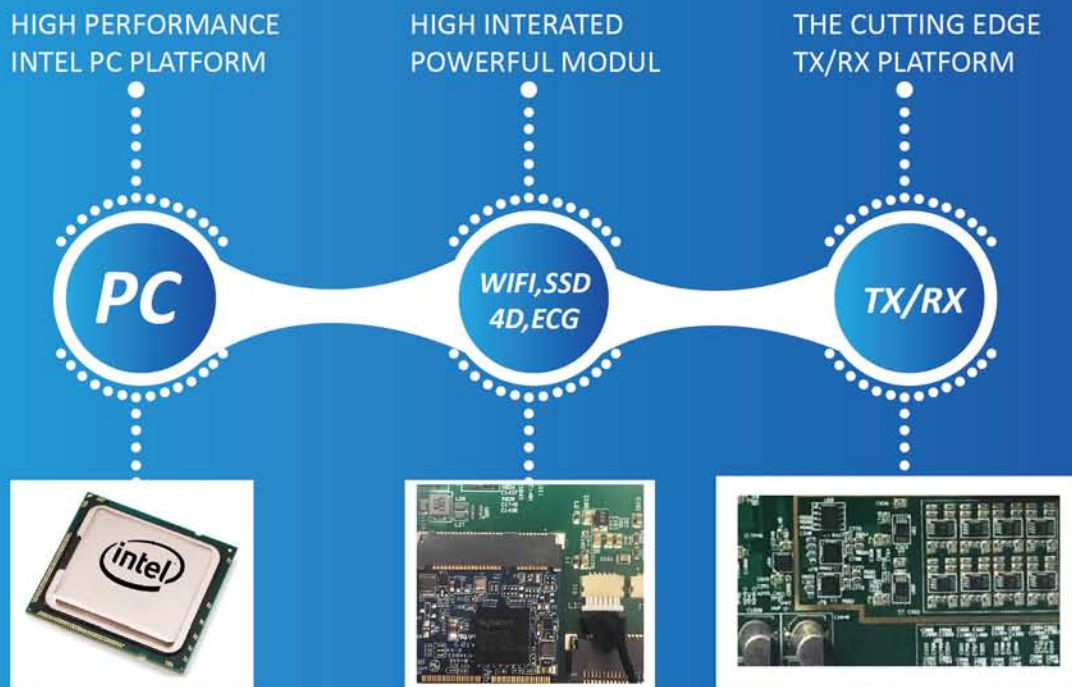 HIGH PERFORMANCE
INTEL PC PLATFORM
HIGH INTERATED
POWERFUL MODUL
THE CUTTING EDGE
TX/RX PLATFORM
PC
WIFI,SSD
4D,ECG
TX/RX
intel